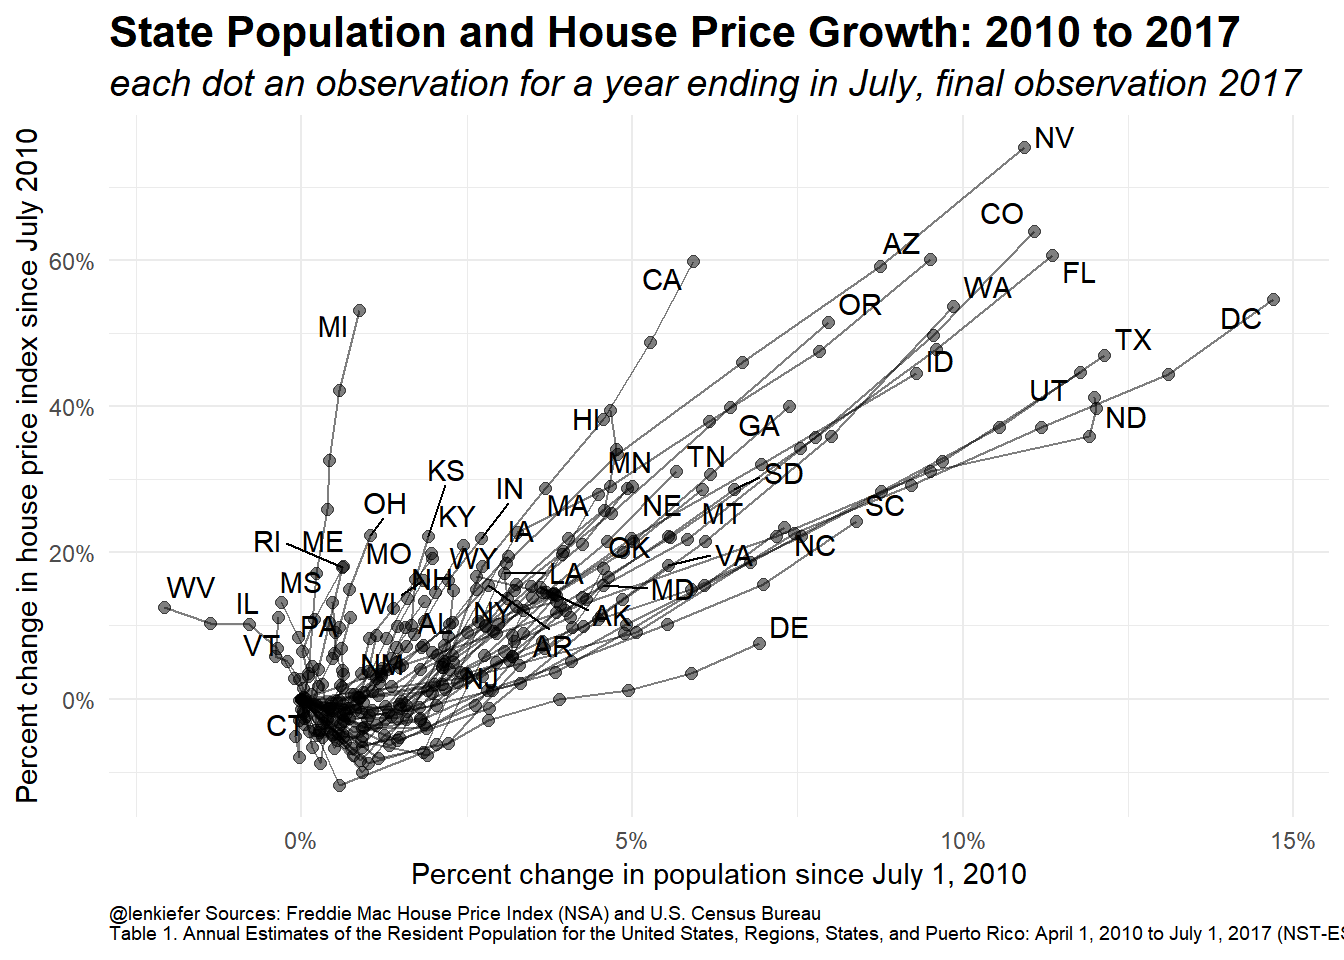 State Population and House Price Growth: 2010 to 2017
each dot an observation for a year ending in July, final observation 2017
Percent change in house price index since July 2010
NV
CO
AZ
FL
CA
WA
OR
DC
MI
TX
ID
UT
HI
ND
GA
TN
MN
KS
SD
IN
OH
MA
NE
SC
KY
MT
IA
RI
ME
MO
WY
OK
NC
VA
WV
MS
NH
LA
MD
IL
WI
NY
AK
PA
AL
VT
AR
DE
NM
NJ
CT
60%
40%
20%
0%
0%
5%
10%
15%
Percent change in population since July 1, 2010
@lenkiefer Sources: Freddie Mac House Price Index (NSA) and U.S. Census Bureau
Table 1. Annual Estimates of the Resident Population for the United States, Regions, States, and Puerto Rico: April 1, 2010 to July 1, 2017 (NST-ES